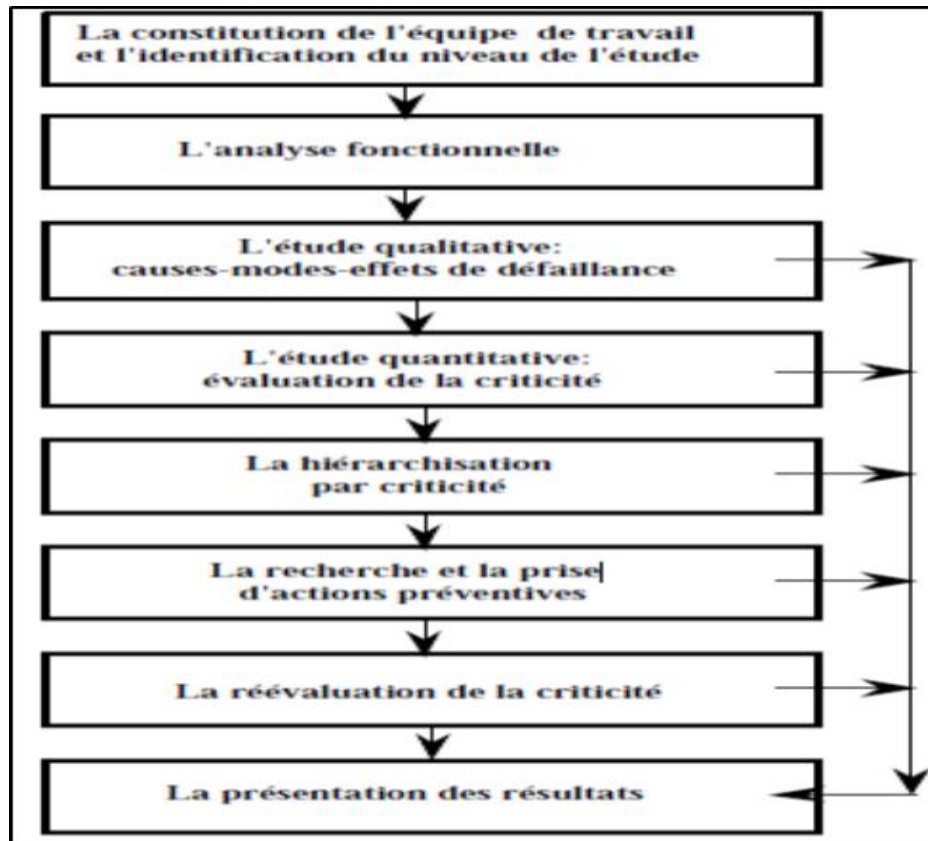 La constitution de l'équipe de travail
et l'identification du niveau de l'étude
L'analyse fonctionnelle
L'étude qualitative:
causes-modes-effets de défaillance
L'étude quantitative:
évaluation de la criticité
La hiérarchisation
par criticité
La recherche et la prise
d'actions préventives
La réévaluation de la criticité
La présentation des résultats